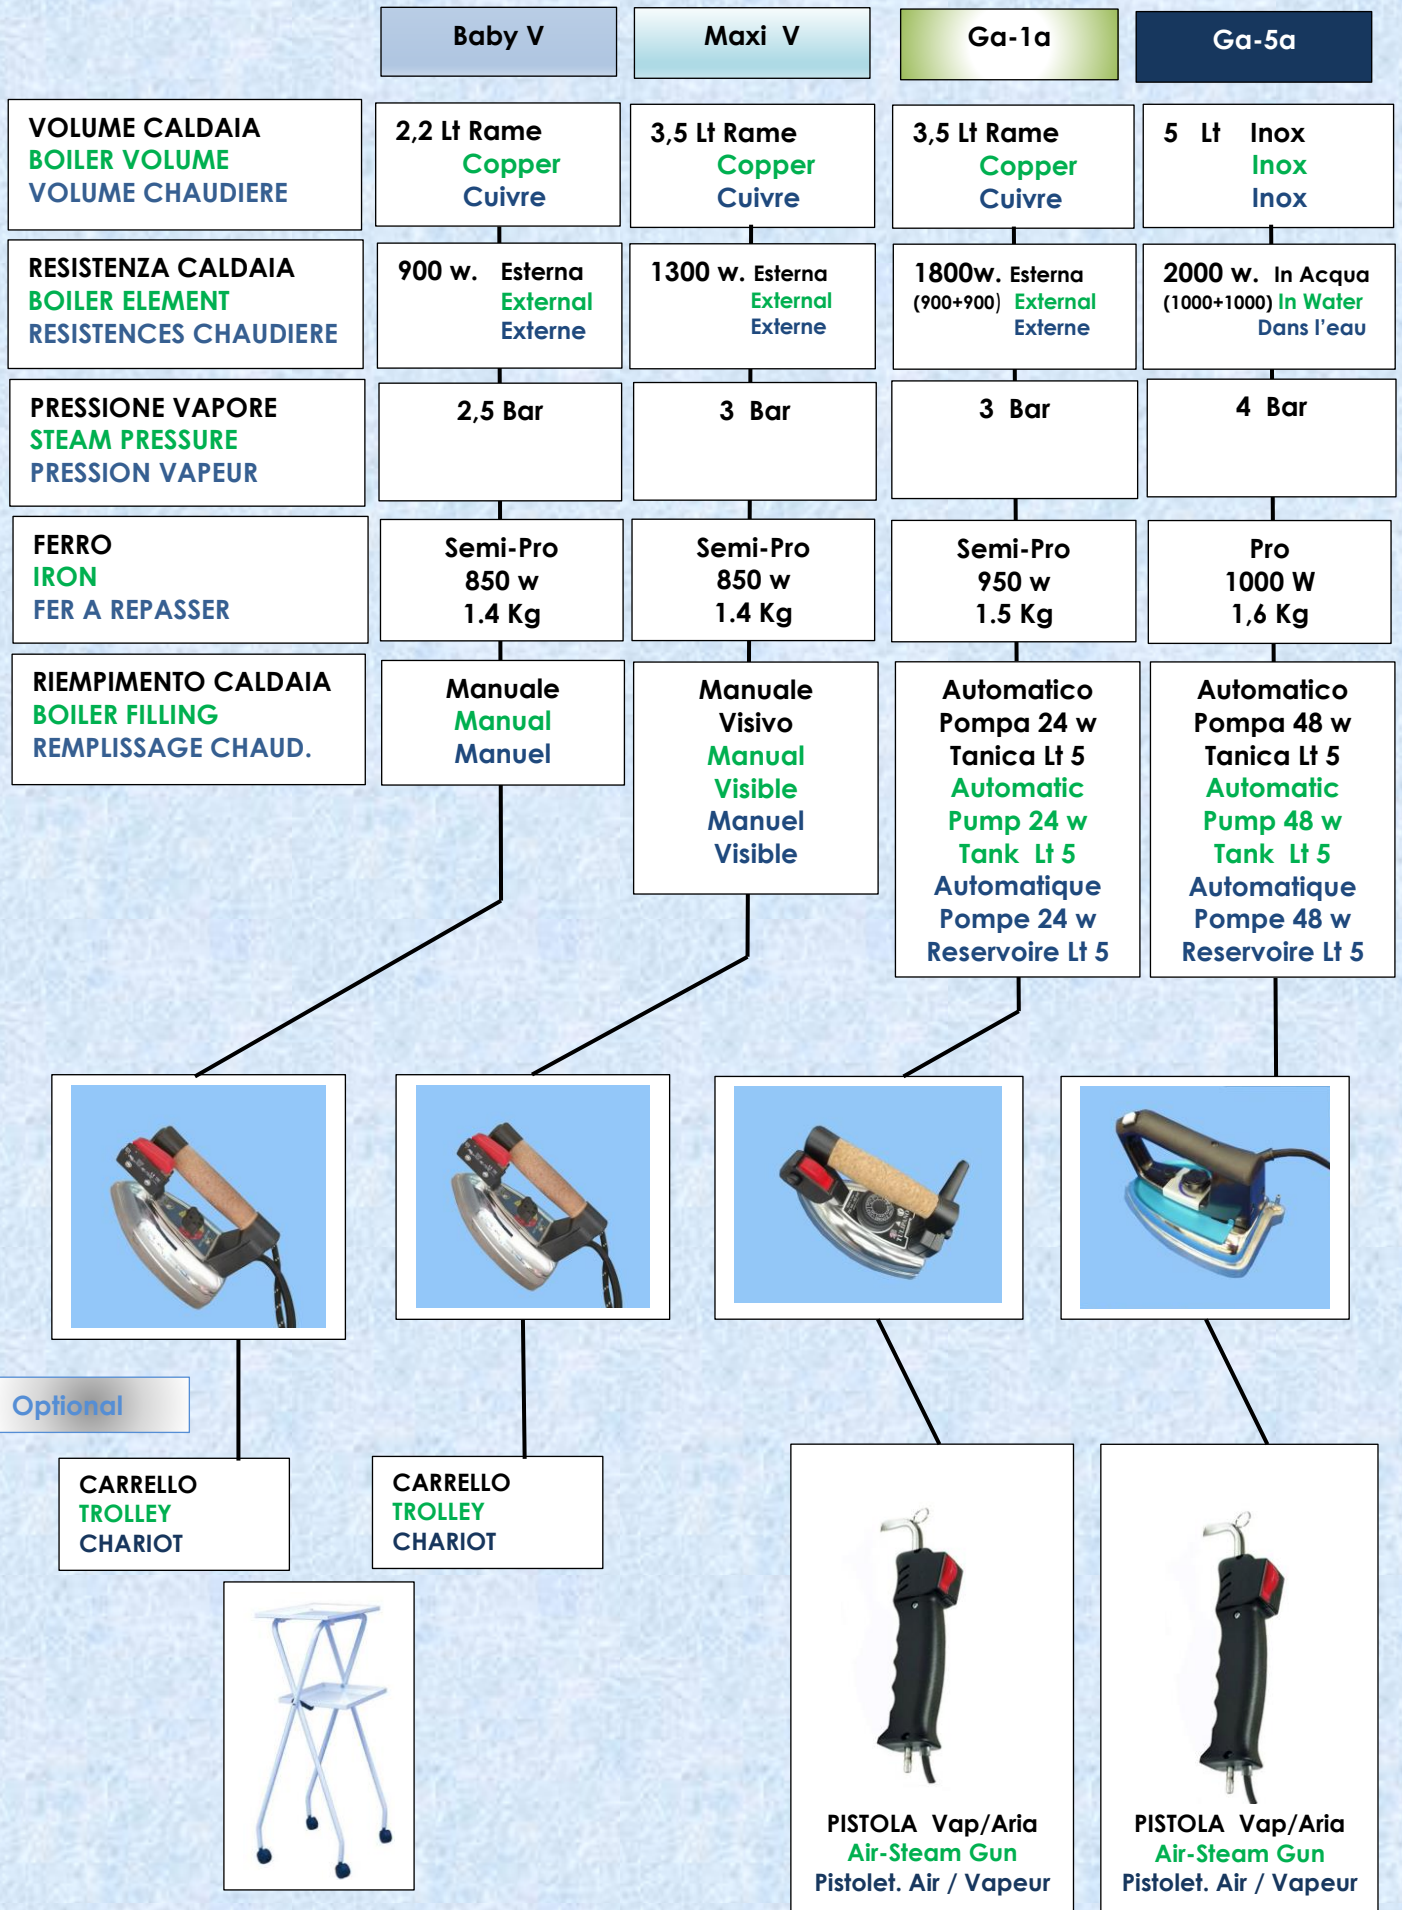 Baby V
Maxi V
Ga-1a
Ga-5a
VOLUME CALDAIA
BOILER VOLUME
VOLUME CHAUDIERE
2,2 Lt Rame
Copper
Cuivre
3,5 Lt Rame
Copper
Cuivre
3,5 Lt Rame
Copper
Cuivre
5 Lt Inox
Inox
Inox
RESISTENZA CALDAIA
BOILER ELEMENT
RESISTENCES CHAUDIERE
900 w. Esterna
External
Externe
1300 w. Esterna
External
Externe
1800w. Esterna
(900+900) External
Externe
2000 w. In Acqua
(1000+1000) In Water
Dans l'eau
PRESSIONE VAPORE
STEAM PRESSURE
PRESSION VAPEUR
2,5 Bar
3 Bar
3 Bar
4 Bar
FERRO
IRON
FER A REPASSER
Semi-Pro
850 w
1.4 Kg
Semi-Pro
850 w
1.4 Kg
Semi-Pro
950 w
1.5 Kg
Pro
1000 W
1,6 Kg
RIEMPIMENTO CALDAIA
BOILER FILLING
REMPLISSAGE CHAUD.
Manuale
Manual
Manuel
Manuale
Visivo
Manual
Visible
Manuel
Visible
Automatico
Pompa 24 w
Tanica Lt 5
Automatic
Pump 24 w
Tank Lt 5
Automatique
Pompe 24 w
Reservoire Lt 5
Automatico
Pompa 48 w
Tanica Lt 5
Automatic
Pump 48 w
Tank Lt 5
Automatique
Pompe 48 w
Reservoire Lt 5
Optional
CARRELLO
TROLLEY
CHARIOT
CARRELLO
TROLLEY
CHARIOT
PISTOLA Vap/Aria
Air-Steam Gun
Pistolet. Air / Vapeur
PISTOLA Vap/Aria
Air-Steam Gun
Pistolet. Air / Vapeur